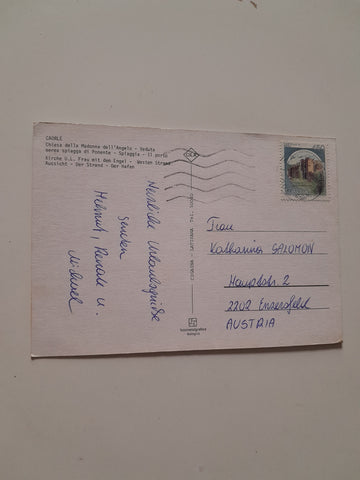 CAORLE
Chiesa della Madonna dell'Angelo - Veduta
aerea spiaggia di Ponente - Spiaggia - Il porto
Kirche U.L. Frau mit dem Engel - Westen Strand
Aussicht - Der Strand - Der Hafen
Herzliche Urlaubsgrüße
senden
Helmut, Renate u.
Michael
Frau
Katharina SALOMON
Hauptstr. 2
2202 Enzersfeld
AUSTRIA